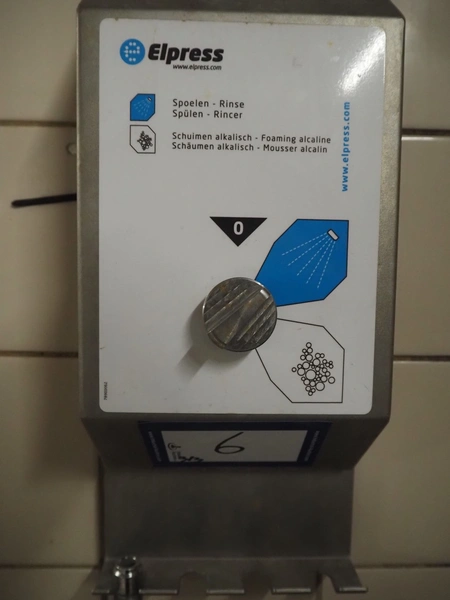 Elpress
www.elpress.com
Spoelen - Rinse
Spülen - Rincer
Schuimen alkalisch - Foaming alcaline
Schäumen alkalisch - Mousser alcalin
www.elpress.com
0
6